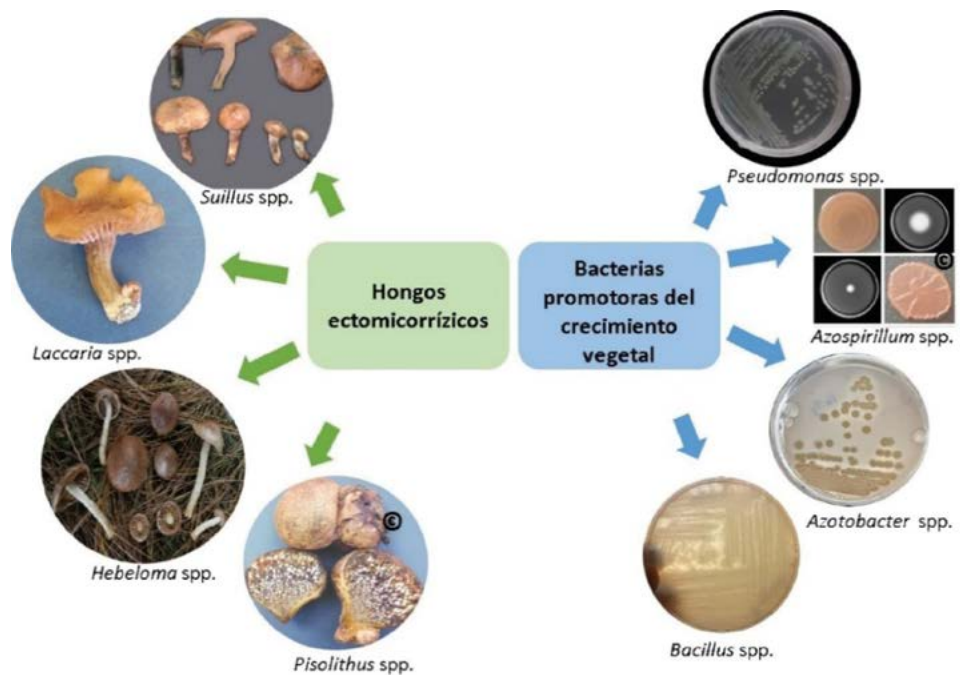 Suillus spp.
Laccaria spp.
Hebeloma spp.
Pisolithus spp.
©
Hongos
ectomicorrízicos
Bacterias
promotoras del
crecimiento
vegetal
Pseudomonas spp.
©
Azospirillum spp.
Azotobacter spp.
Bacillus spp.